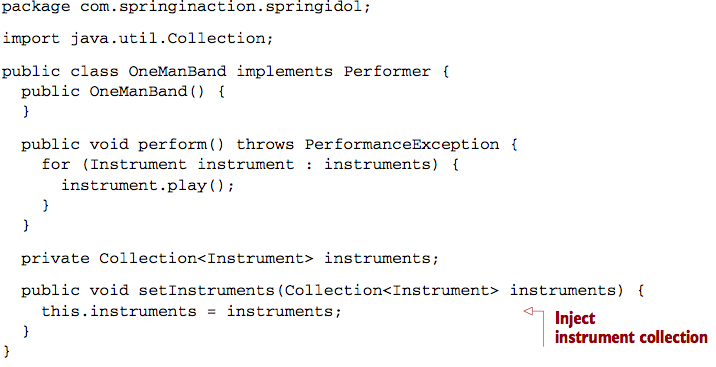 package com.springinaction.springidol;
import java.util.Collection;
public class OneManBand implements Performer {
  public OneManBand() {
  }
  public void perform() throws PerformanceException {
    for (Instrument instrument : instruments) {
      instrument.play();
    }
  }
  private Collection<Instrument> instruments;
  public void setInstruments(Collection<Instrument> instruments) {
    this.instruments = instruments;
  }
}
Inject
instrument collection